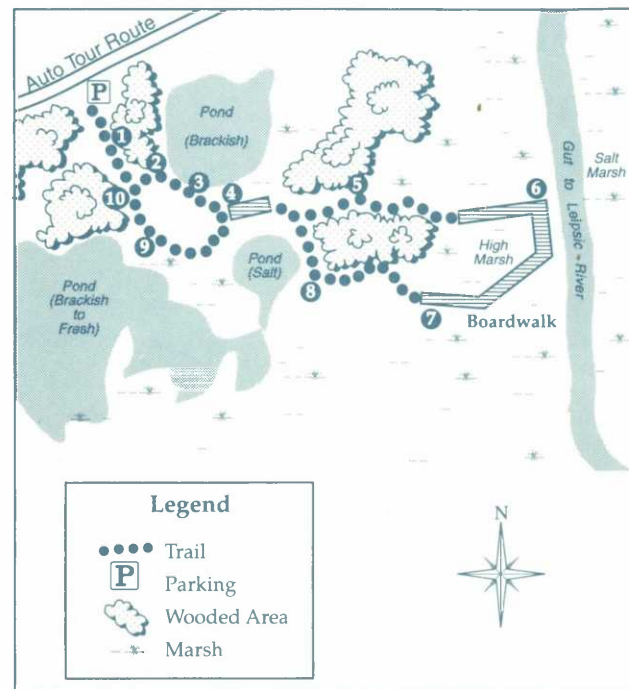 Auto Tour Route
P
1
2
3
4
5
6
7
8
9
10
Pond
(Brackish)
Pond
(Salt)
Pond
(Brackish
to
Fresh)
High
Marsh
Salt
Marsh
Gut to Leipsic River
Boardwalk
Legend
Trail
P
Parking
Wooded Area
Marsh
N